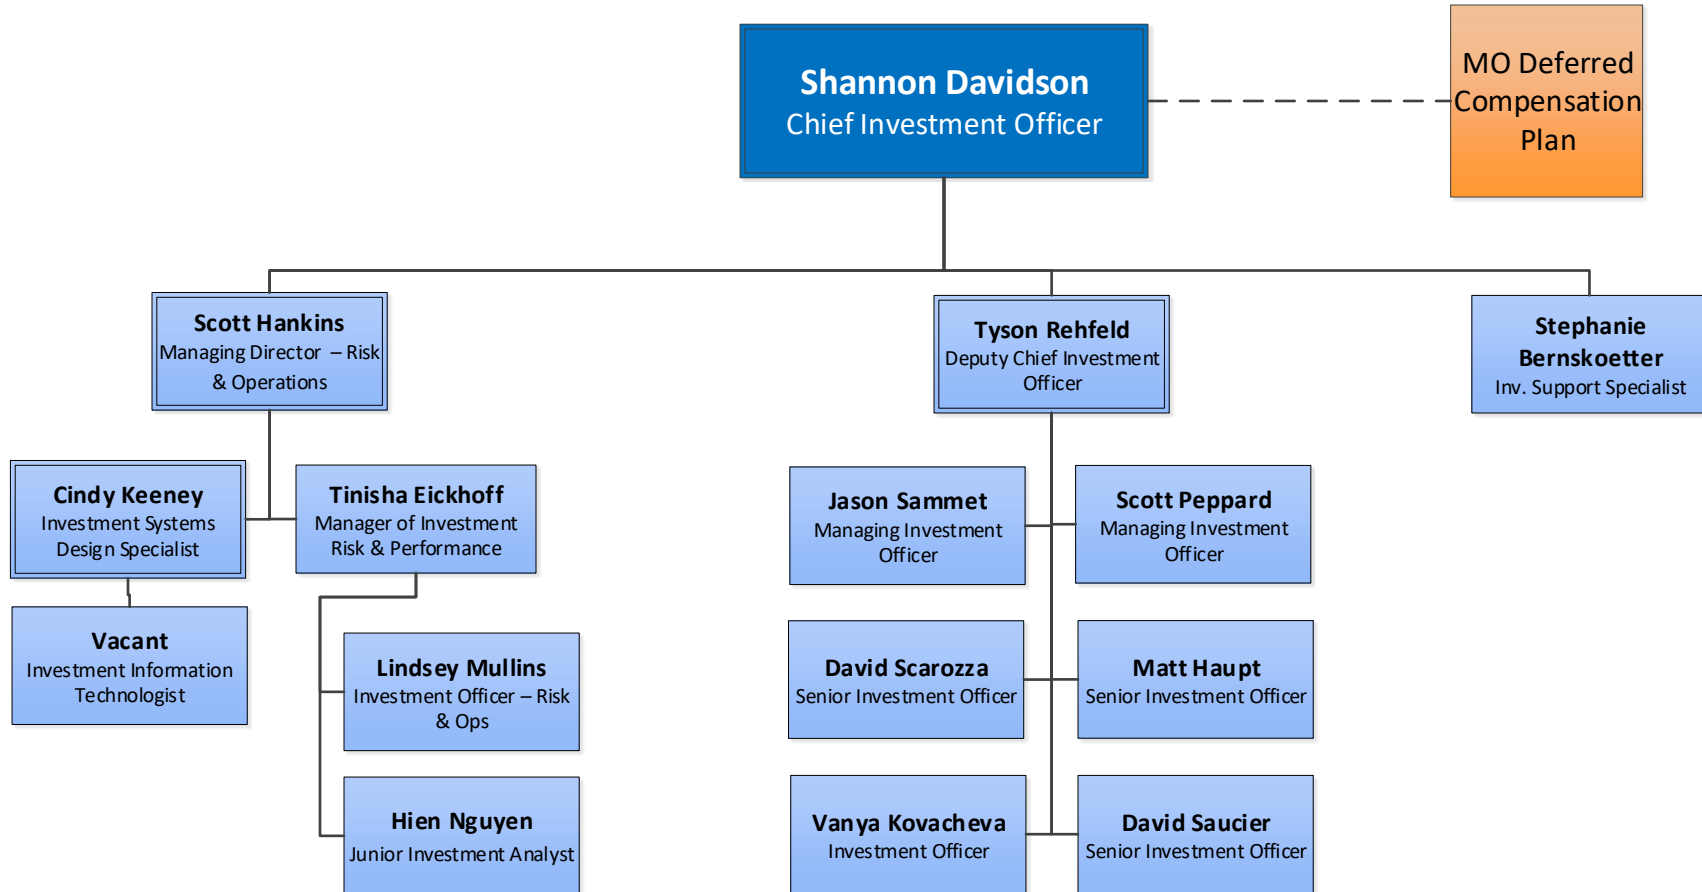 Shannon Davidson
Chief Investment Officer
MO Deferred
Compensation
Plan
Scott Hankins
Managing Director – Risk
& Operations
Tyson Rehfeld
Deputy Chief Investment
Officer
Stephanie
Bernskoetter
Inv. Support Specialist
Cindy Keeney
Investment Systems
Design Specialist
Tinisha Eickhoff
Manager of Investment
Risk & Performance
Jason Sammet
Managing Investment
Officer
Scott Peppard
Managing Investment
Officer
Vacant
Investment Information
Technologist
Lindsey Mullins
Investment Officer – Risk
& Ops
David Scarozza
Senior Investment Officer
Matt Haupt
Senior Investment Officer
Hien Nguyen
Junior Investment Analyst
Vanya Kovacheva
Investment Officer
David Saucier
Senior Investment Officer